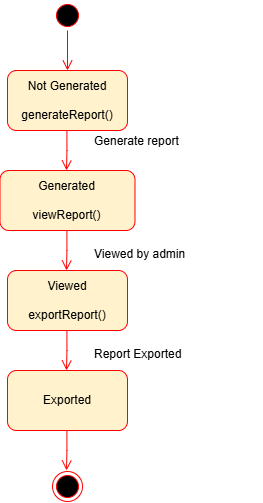 Not Generated
generateReport()
Generate report
Generated
viewReport()
Viewed by admin
Viewed
exportReport()
Report Exported
Exported